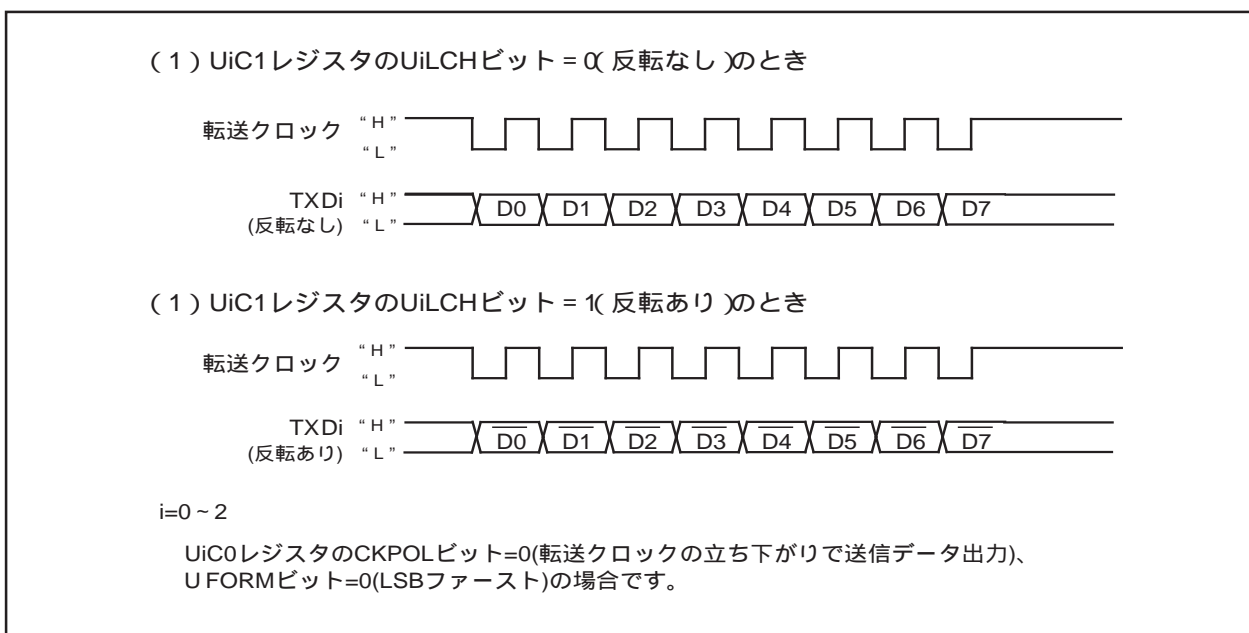 (1)UiC1レジスタのUiLCHビット=0(反転なし)のとき
転送クロック "H"
"L"
TXDi "H"
(反転なし) "L"
D0 D1 D2 D3 D4 D5 D6 D7
(1)UiC1レジスタのUiLCHビット=1(反転あり)のとき
転送クロック "H"
"L"
TXDi "H"
(反転あり) "L"
D0 D1 D2 D3 D4 D5 D6 D7
i=0~2
UiC0レジスタのCKPOLビット=0(転送クロックの立ち下がりで送信データ出力)、
U FORMビット=0(LSBファースト)の場合です。